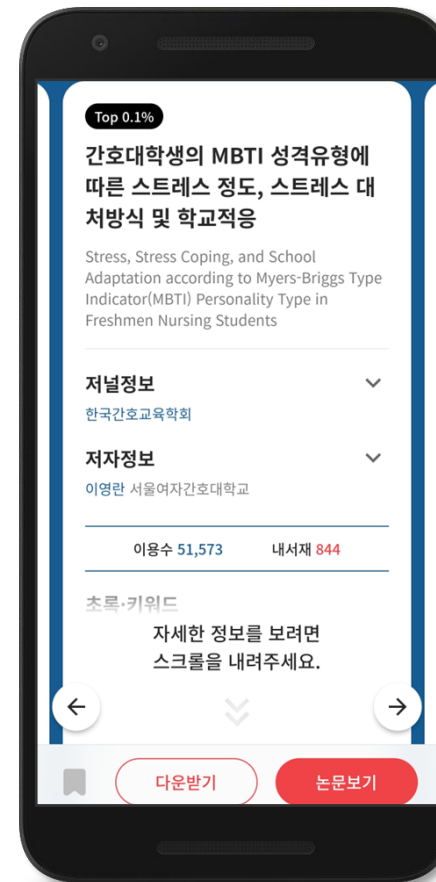 Top 0.1%
간호대학생의 MBTI 성격유형에
따른 스트레스 정도, 스트레스 대
처방식 및 학교적응
Stress, Stress Coping, and School
Adaptation according to Myers-Briggs Type
Indicator(MBTI) Personality Type in
Freshmen Nursing Students
저널정보
한국간호교육학회
저자정보
이영란 서울여자간호대학교
이용수 51,573 내서재 844
초록·키워드
자세한 정보를 보려면
스크롤을 내려주세요.
다운받기 논문보기